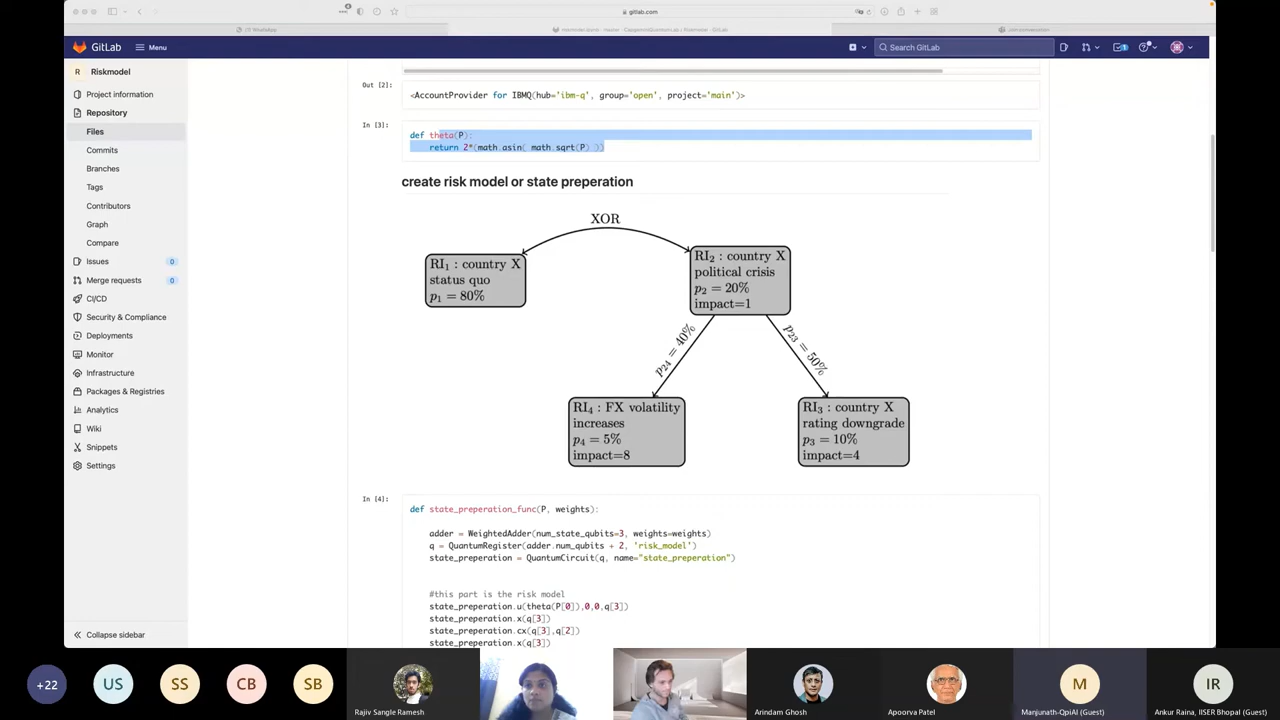 gitlab.com
WhatsApp
Join conversation
GitLab
Menu
Search GitLab
1
R
Riskmodel
Project information
Repository
Files
Commits
Branches
Tags
Contributors
Graph
Compare
Issues
0
Merge requests
0
CI/CD
Security & Compliance
Deployments
Monitor
Infrastructure
Packages & Registries
Analytics
Wiki
Snippets
Settings
Collapse sidebar
Out [2]:
<AccountProvider for IBMQ(hub='ibm-q', group='open', project='main')>
In [3]:
def theta(P):
return 2*(math.asin( math.sqrt(P) ))
create risk model or state preperation
XOR
RI1 : country X
status quo
p1 = 80%
RI2 : country X
political crisis
p2 = 20%
impact=1
p24 = 40%
p23 = 50%
RI4 : FX volatility
increases
p4 = 5%
impact=8
RI3 : country X
rating downgrade
p3 = 10%
impact=4
In [4]:
def state_preperation_func(P, weights):
adder = WeightedAdder(num_state_qubits=3, weights=weights)
q = QuantumRegister(adder.num_qubits + 2, 'risk_model')
state_preperation = QuantumCircuit(q, name="state_preperation")
#this part is the risk model
state_preperation.u(theta(P[0]),0,0,q[3])
state_preperation.x(q[3])
state_preperation.cx(q[3],q[2])
state_preperation.x(q[3])
+22
US
SS
CB
SB
Rajiv Sangle Ramesh
Arindam Ghosh
Apoorva Patel
M
Manjunath-QpiAI (Guest)
IR
Ankur Raina, IISER Bhopal (Guest)